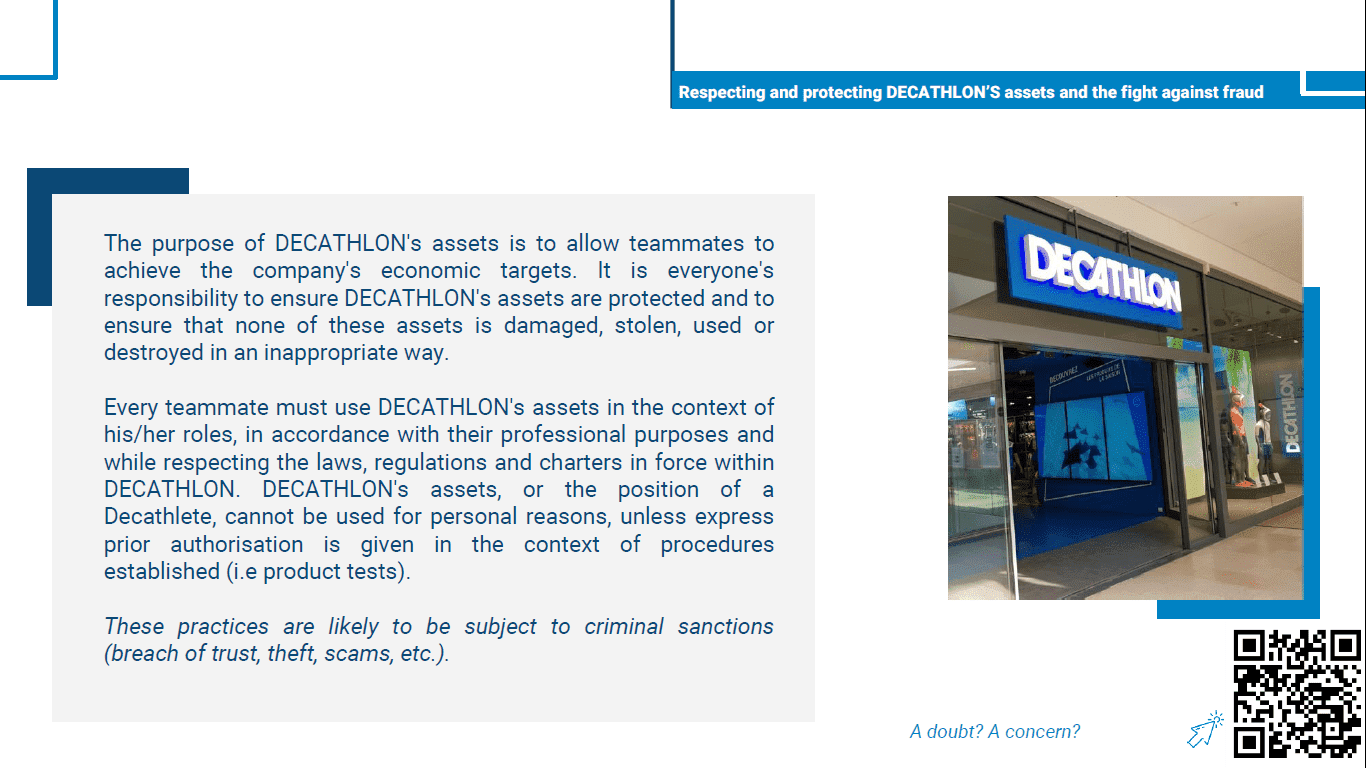 Respecting and protecting DECATHLON'S assets and the fight against fraud
The purpose of DECATHLON's assets is to allow teammates to
achieve the company's economic targets. It is everyone's
responsibility to ensure DECATHLON's assets are protected and to
ensure that none of these assets is damaged, stolen, used or
destroyed in an inappropriate way.
Every teammate must use DECATHLON's assets in the context of
his/her roles, in accordance with their professional purposes and
while respecting the laws, regulations and charters in force within
DECATHLON. DECATHLON's assets, or the position of a
Decathlete, cannot be used for personal reasons, unless express
prior authorisation is given in the context of procedures
established (i.e product tests).
These practices are likely to be subject to criminal sanctions
(breach of trust, theft, scams, etc.).
DECATHLON
DECOUVREZ
DECATHLON
A doubt? A concern?